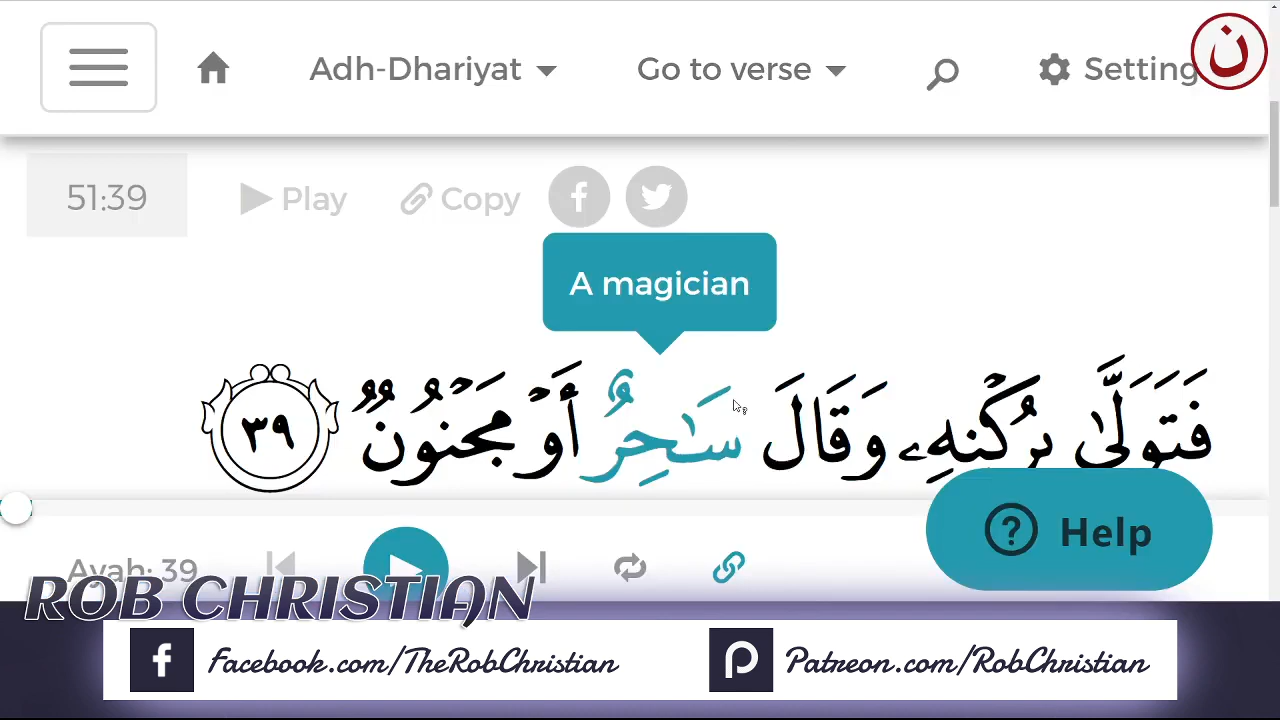 Adh-Dhariyat
Go to verse
Setting
ن
51:39
Play
Copy
A magician
فَتَوَلَّىٰ بِرُكْنِهِۦ وَقَالَ سَـٰحِرٌ أَوْ مَجْنُونٌۭ ٣٩
Ayah: 39
Help
ROB CHRISTIAN
Facebook.com/TheRobChristian
Patreon.com/RobChristian